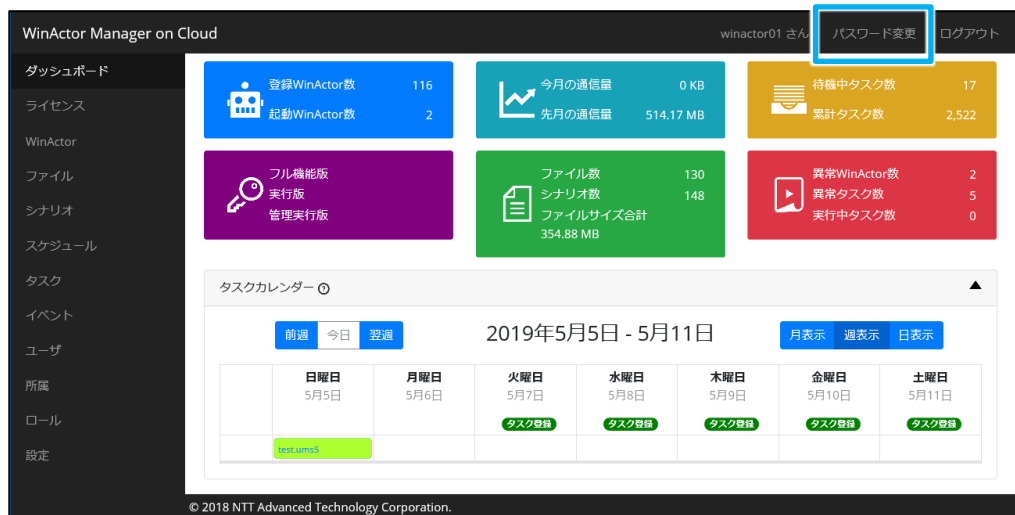 WinActor Manager on Cloud
winactor01 さん パスワード変更 ログアウト
ダッシュボード
ライセンス
WinActor
ファイル
シナリオ
スケジュール
タスク
イベント
ユーザ
所属
ロール
設定
登録WinActor数 116
起動WinActor数 2
今月の通信量 0 KB
先月の通信量 514.17 MB
待機中タスク数 17
累計タスク数 2,522
フル機能版
実行版
管理実行版
ファイル数 130
シナリオ数 148
ファイルサイズ合計
354.88 MB
異常WinActor数 2
異常タスク数 5
実行中タスク数 0
タスクカレンダー ?
前週 今日 翌週
2019年5月5日 - 5月11日
月表示 週表示 日表示
日曜日 月曜日 火曜日 水曜日 木曜日 金曜日 土曜日
5月5日 5月6日 5月7日 5月8日 5月9日 5月10日 5月11日
タスク登録 タスク登録 タスク登録 タスク登録 タスク登録
test.ums5
© 2018 NTT Advanced Technology Corporation.